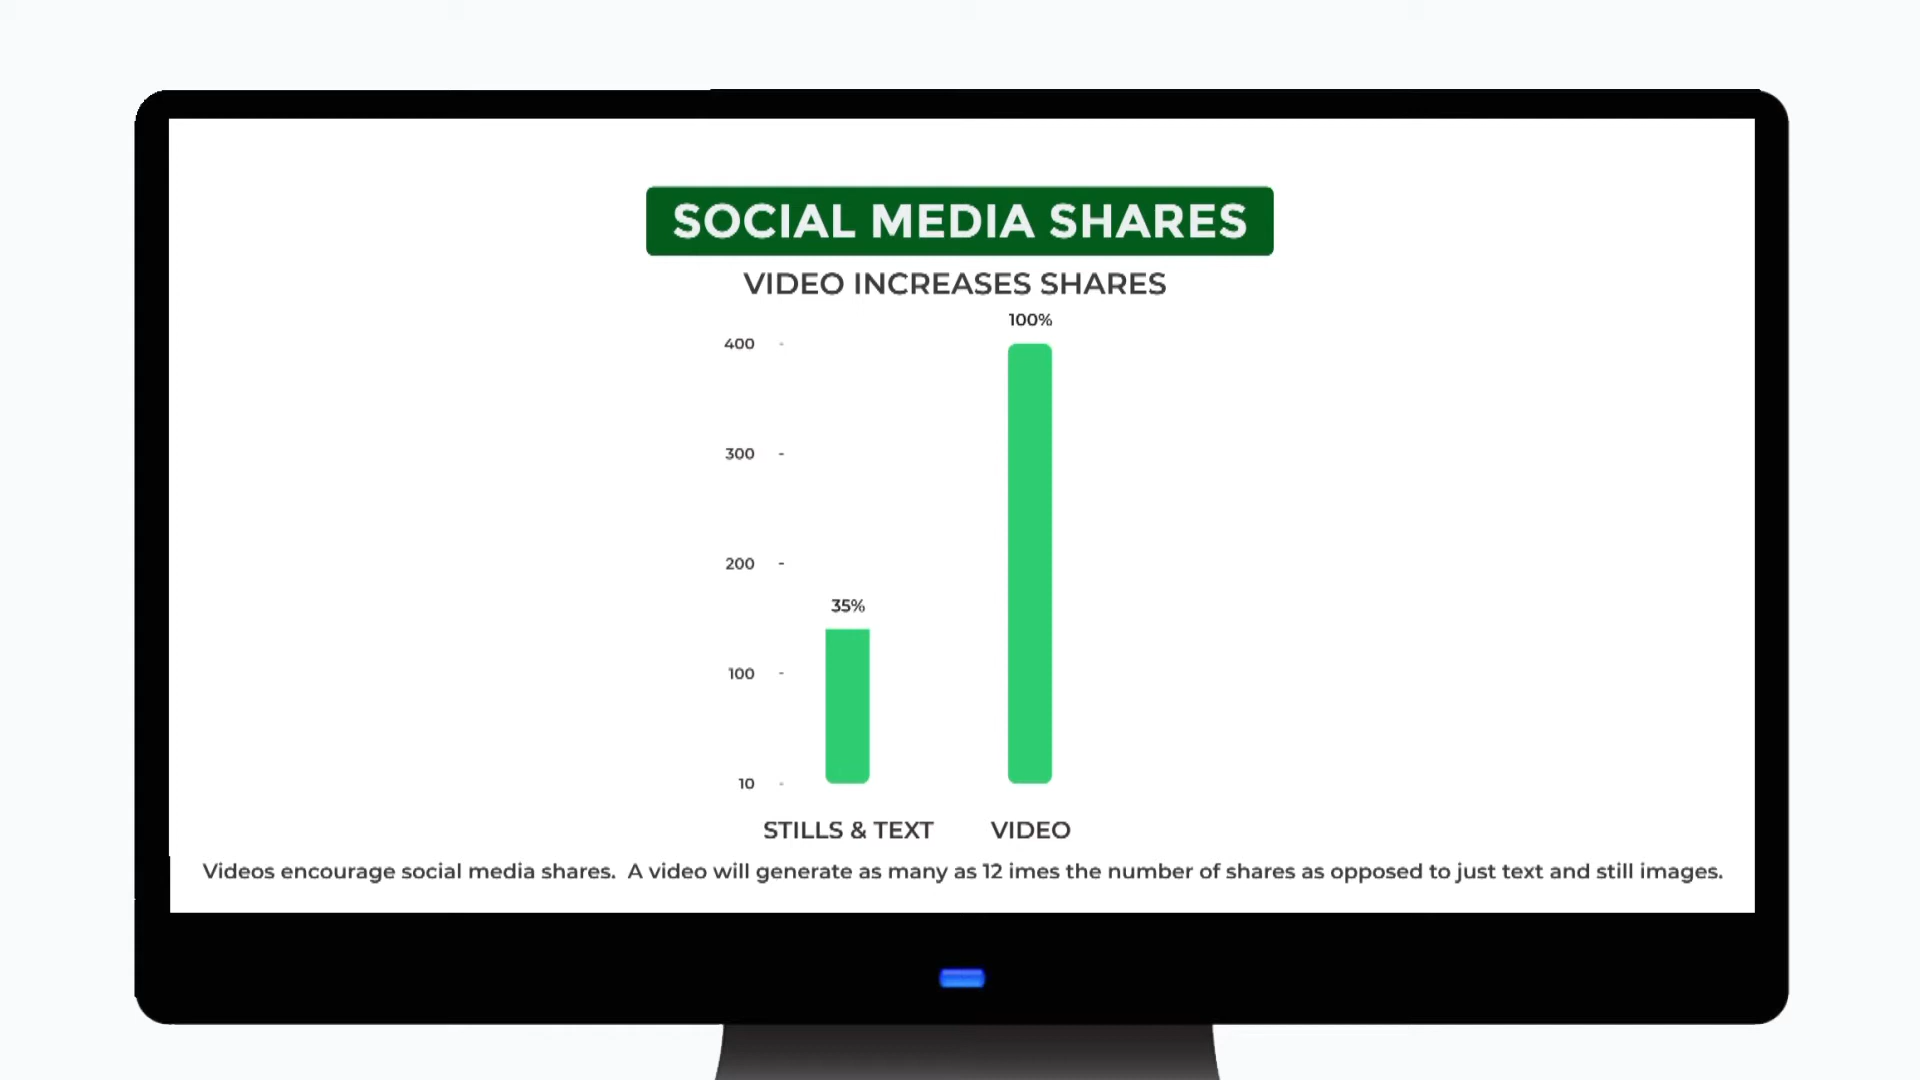 SOCIAL MEDIA SHARES
VIDEO INCREASES SHARES
100%
400 -
300 -
200 -
35%
100 -
10 -
STILLS & TEXT VIDEO
Videos encourage social media shares. A video will generate as many as 12 imes the number of shares as opposed to just text and still images.